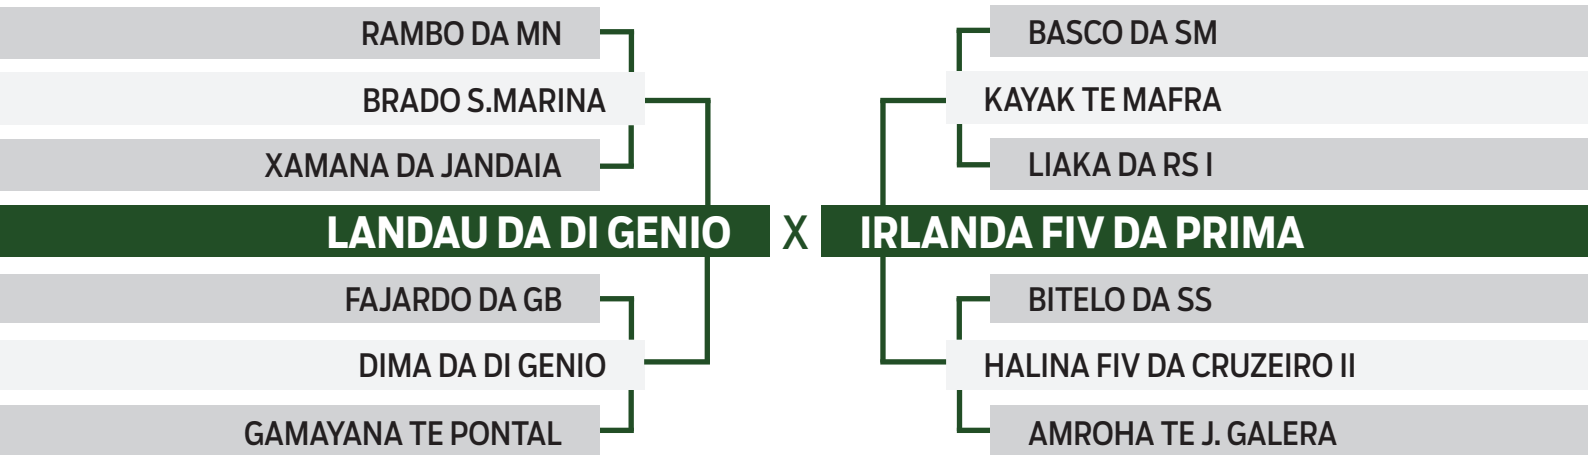 RAMBO DA MN
BRADO S.MARINA
XAMANA DA JANDAIA
LANDAU DA DI GENIO
FAJARDO DA GB
DIMA DA DI GENIO
GAMAYANA TE PONTAL
X
BASCO DA SM
KAYAK TE MAFRA
LIAKA DA RS I
IRLANDA FIV DA PRIMA
BITELO DA SS
HALINA FIV DA CRUZEIRO II
AMROHA TE J. GALERA